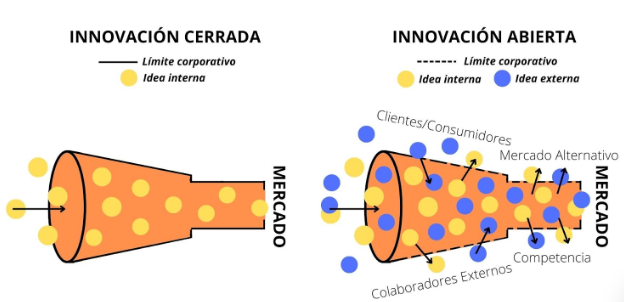 INNOVACIÓN CERRADA
Límite corporativo
Idea interna
MERCADO
INNOVACIÓN ABIERTA
Límite corporativo
Idea interna
Idea externa
Clientes/Consumidores
Mercado Alternativo
MERCADO
Competencia
Colaboradores Externos